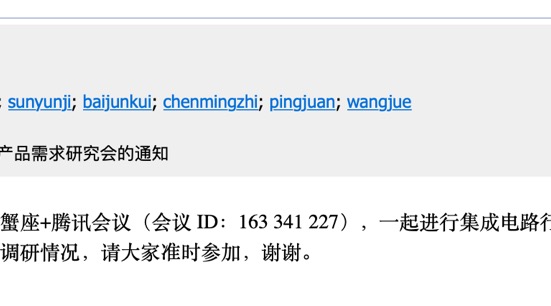 : sunyunji; baijunkui; chenmingzhi; pingjuan; wangjue
产品需求研究会的通知
蟹座+腾讯会议（会议 ID：163 341 227），一起进行集成电路行
调研情况，请大家准时参加，谢谢。